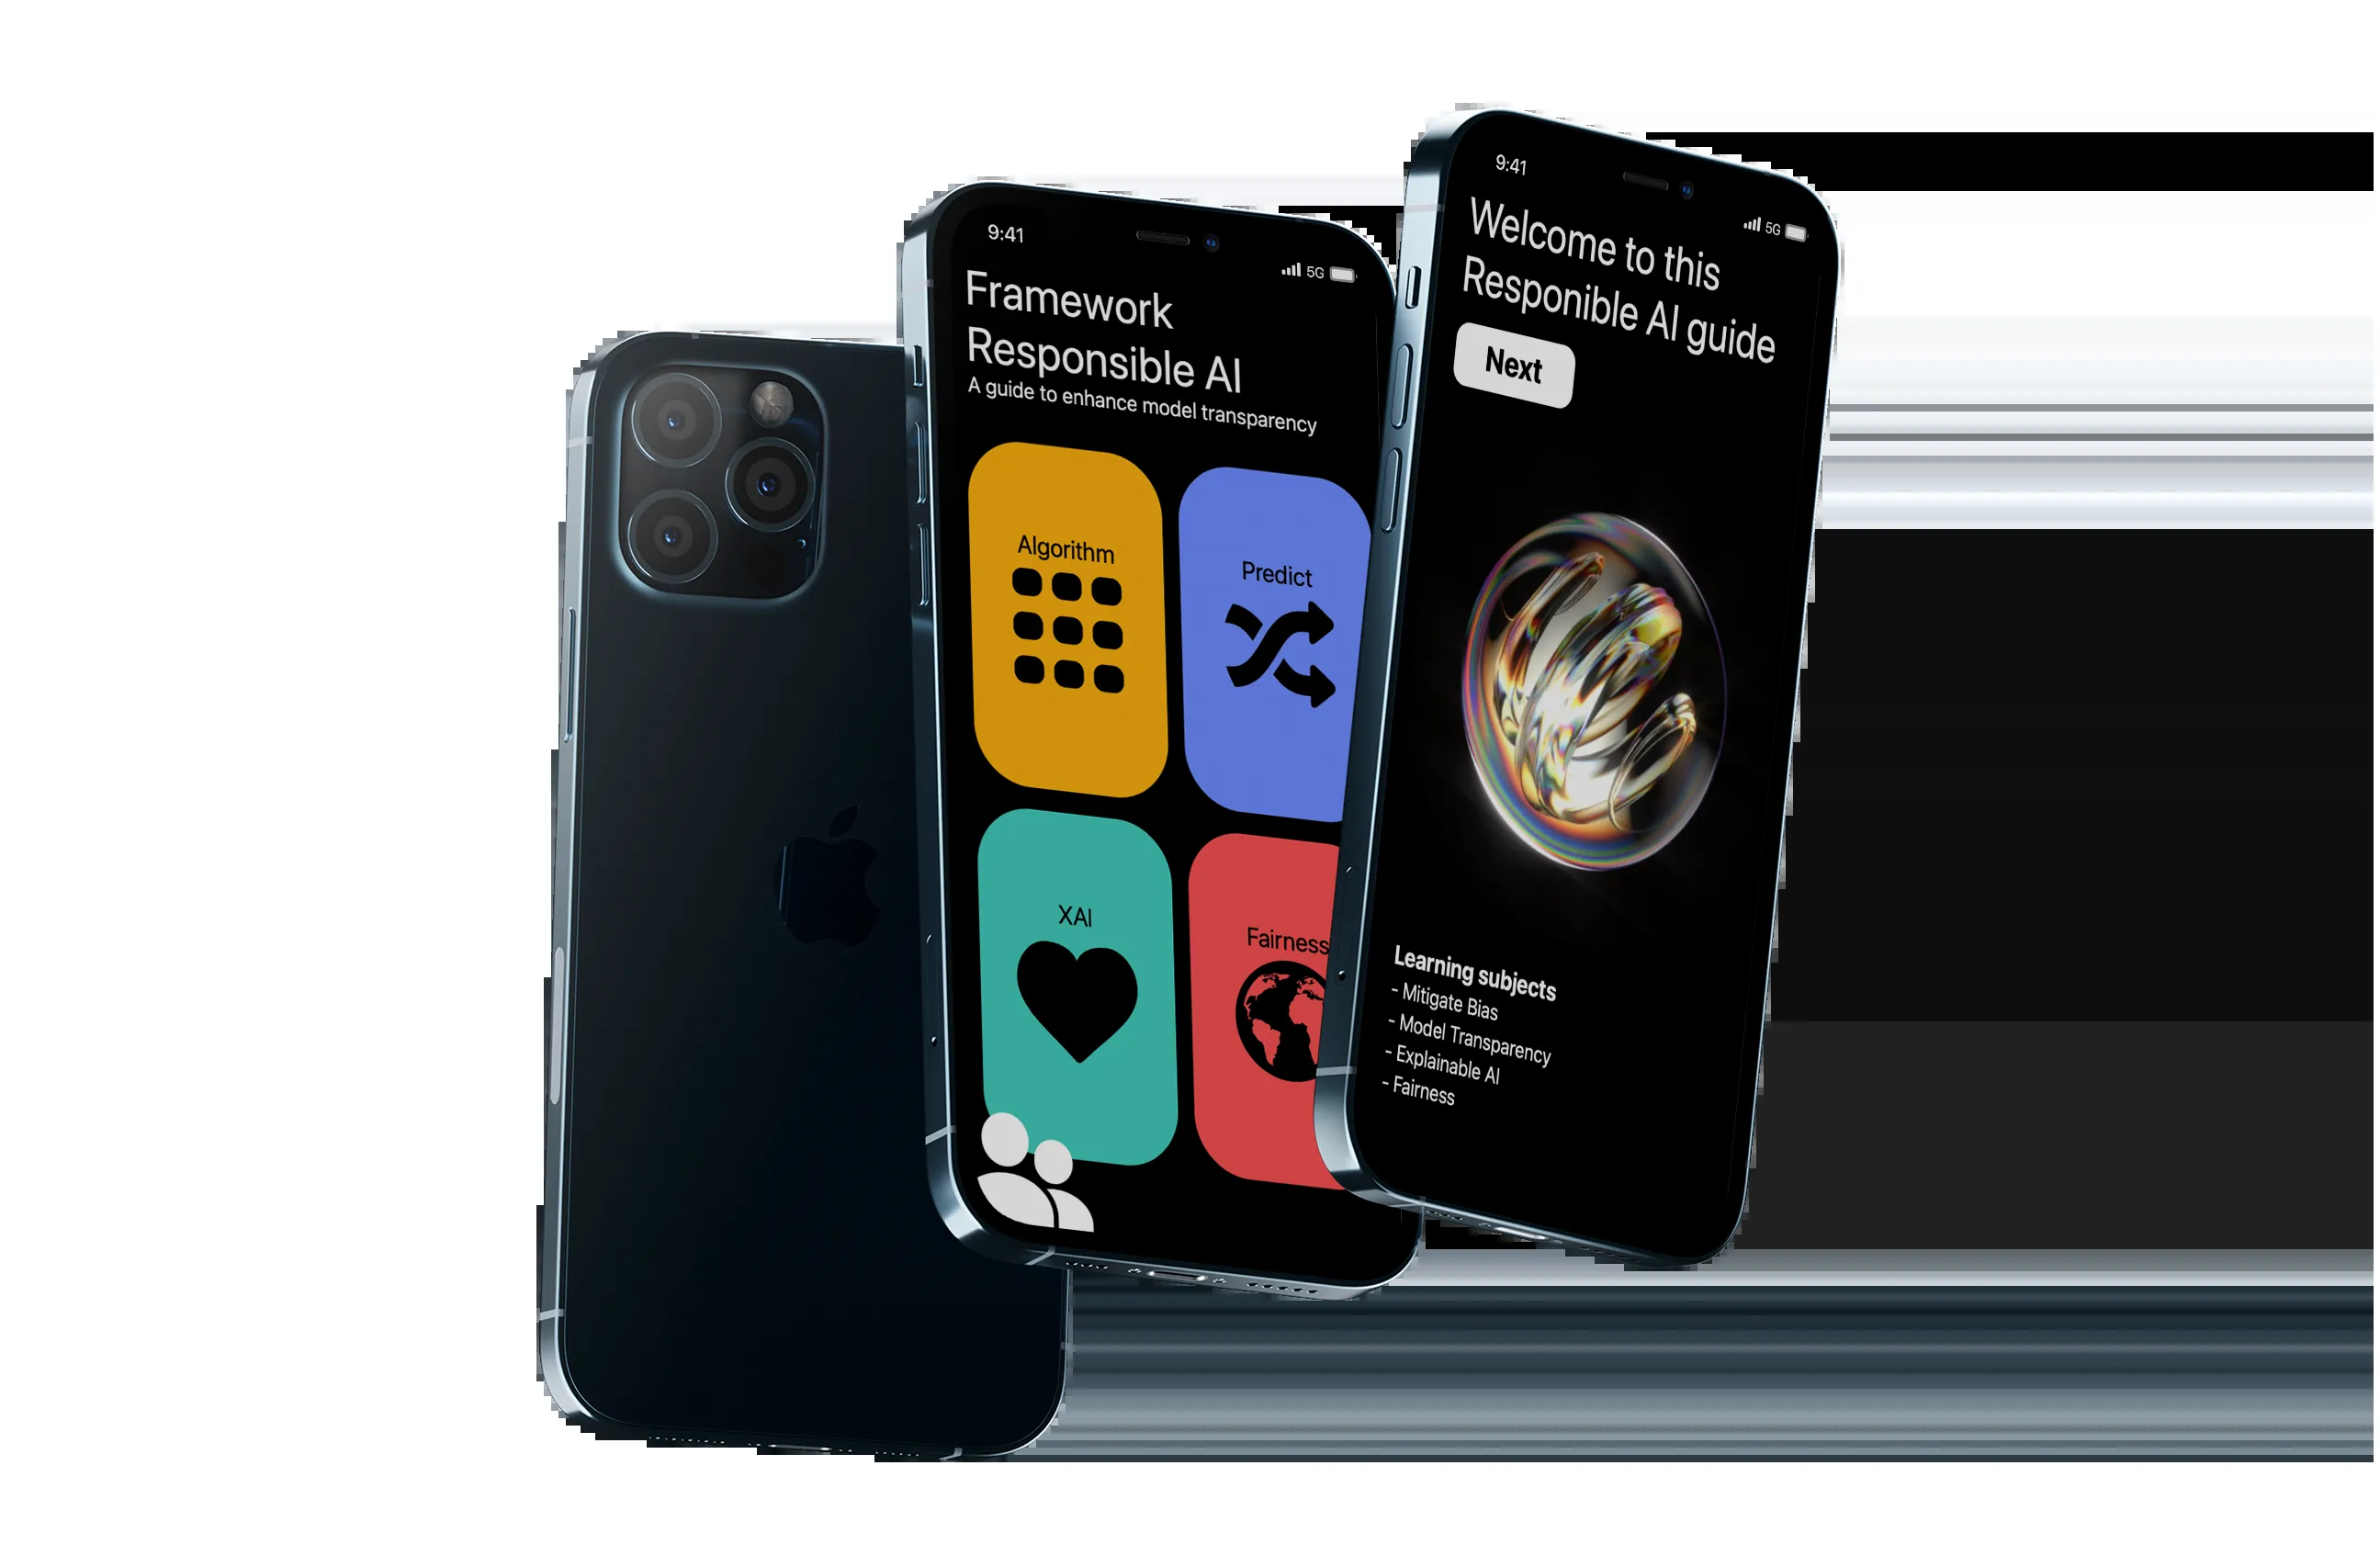 9:41
5G
Framework
Responsible AI
A guide to enhance model transparency
Algorithm
Predict
XAI
Fairness
9:41
5G
Welcome to this
Responible AI guide
Next
Learning subjects
- Mitigate Bias
- Model Transparency
- Explainable AI
- Fairness